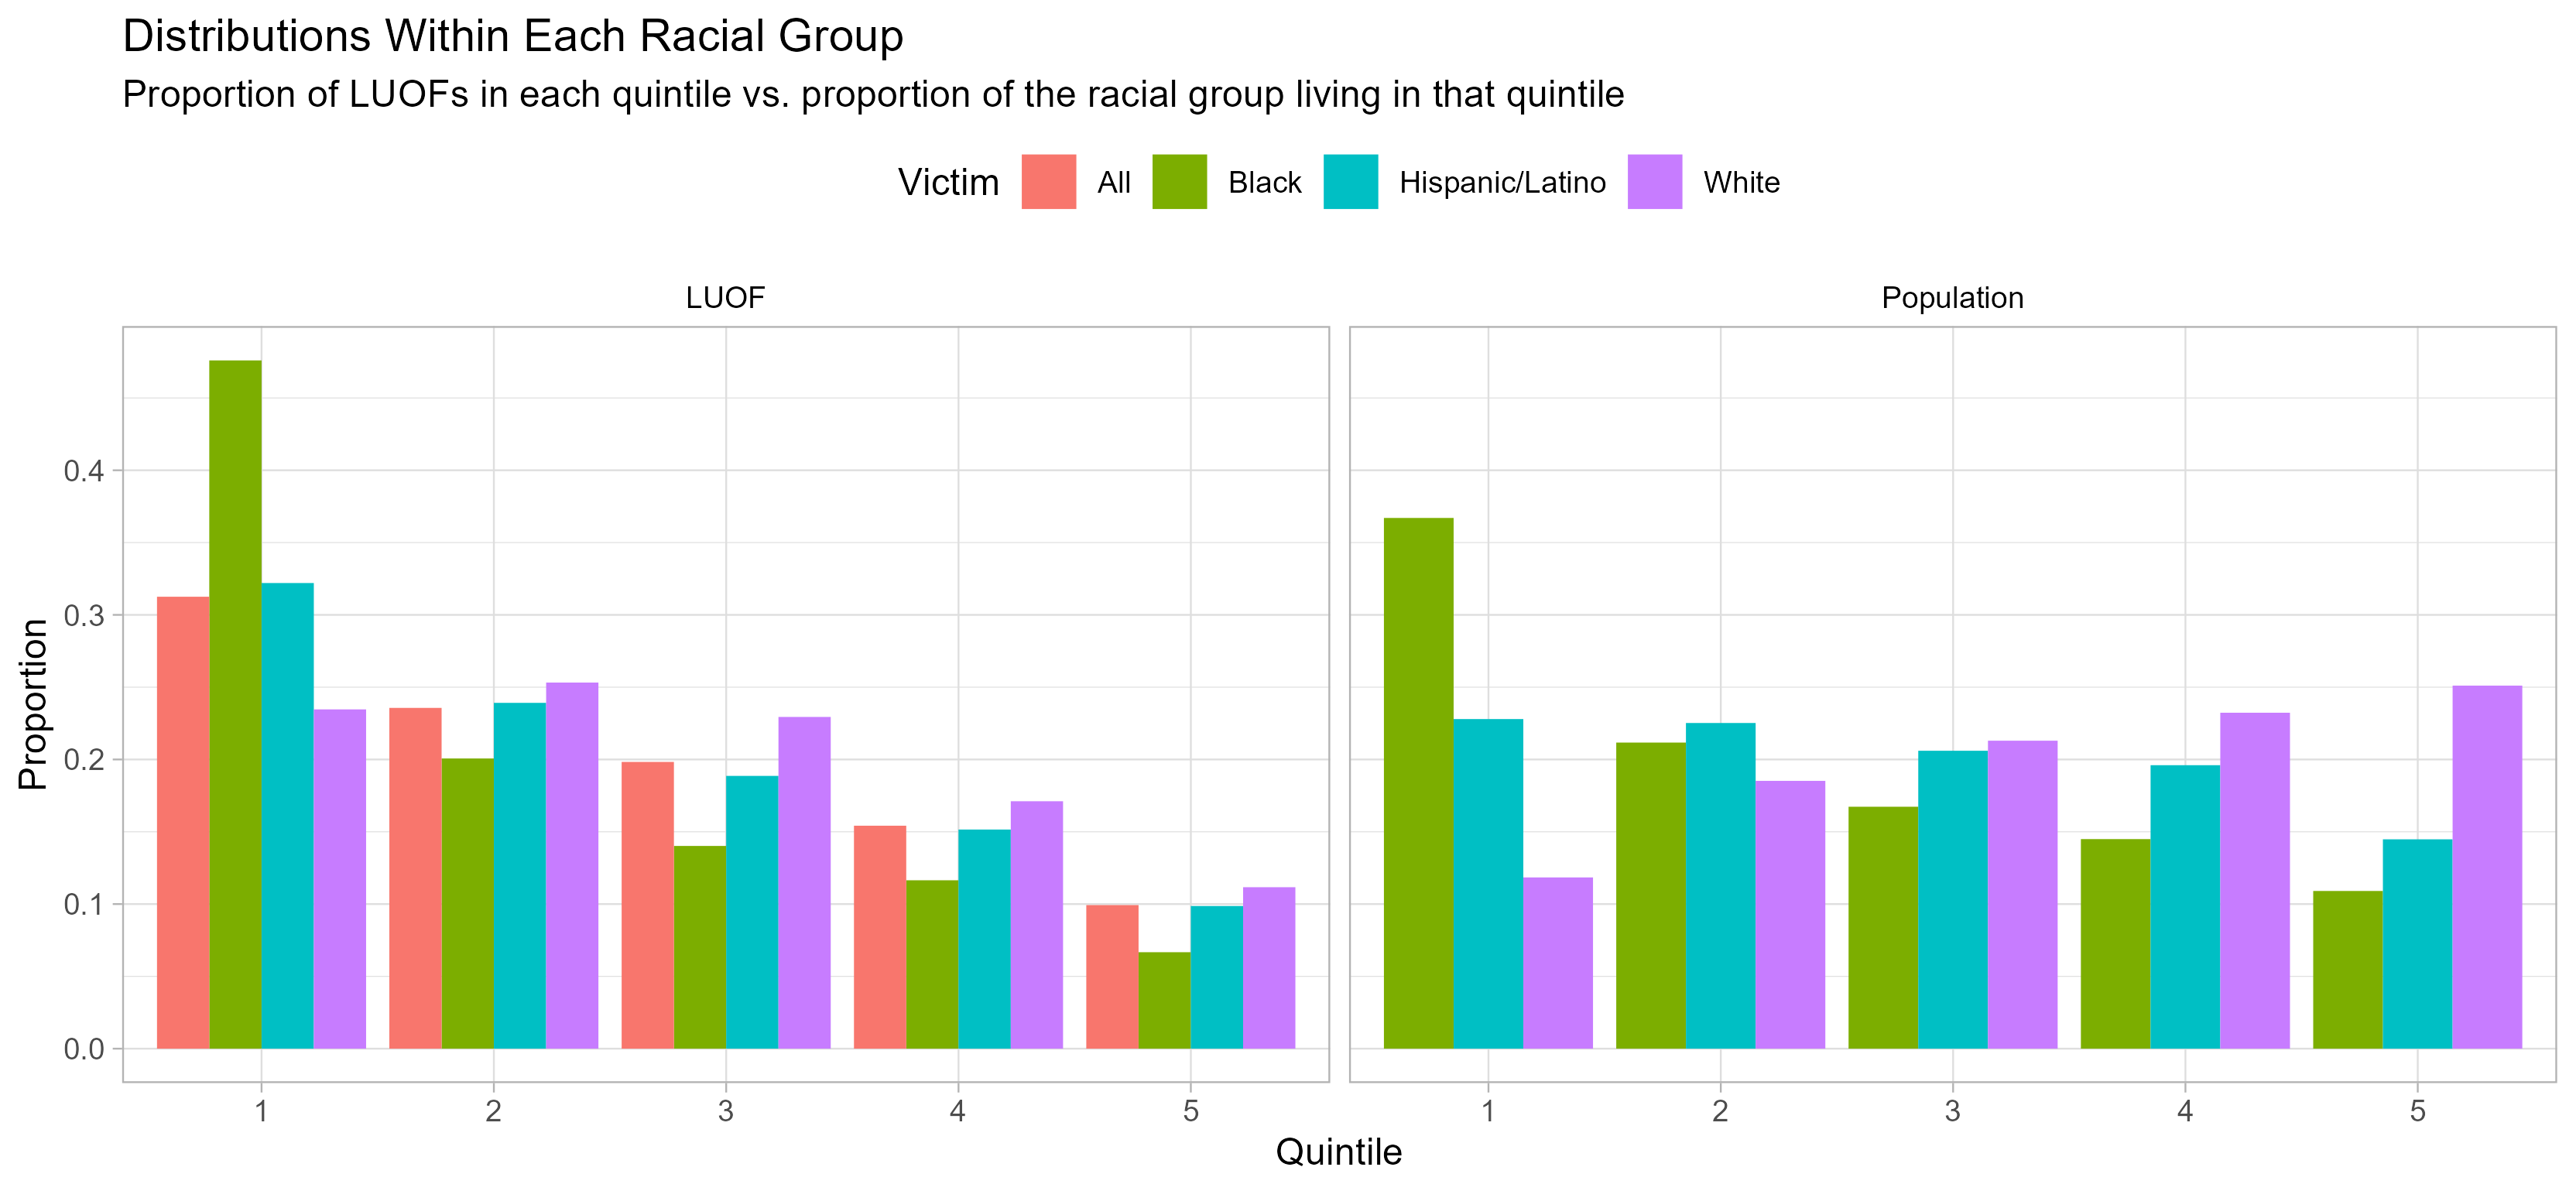 Distributions Within Each Racial Group
Proportion of LUOFs in each quintile vs. proportion of the racial group living in that quintile
Victim All Black Hispanic/Latino White
LUOF Population
Proportion
0.4
0.3
0.2
0.1
0.0
1 2 3 4 5 1 2 3 4 5
Quintile